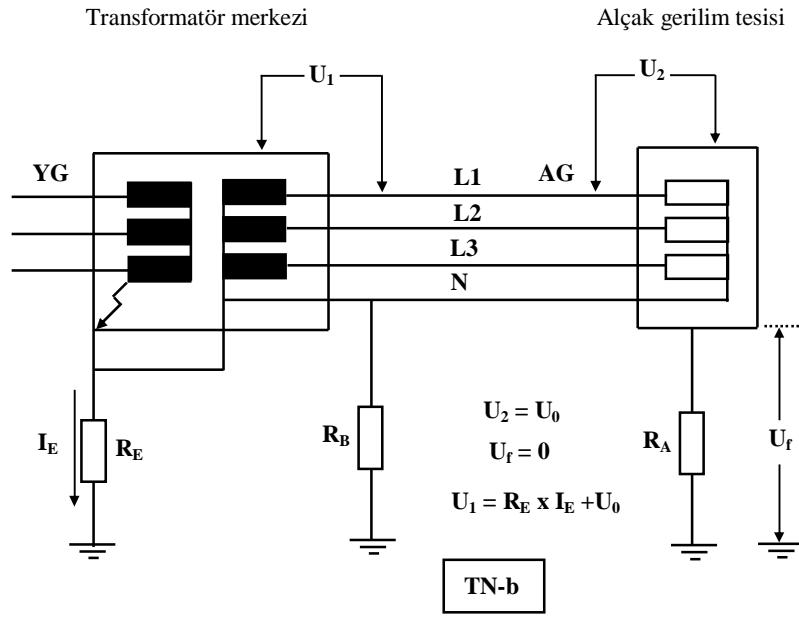 Transformatör merkezi
Alçak gerilim tesisi
U1
U2
YG
L1
AG
L2
L3
N
IE
RE
RB
U2 = U0
Uf = 0
U1 = RE x IE +U0
RA
Uf
TN-b